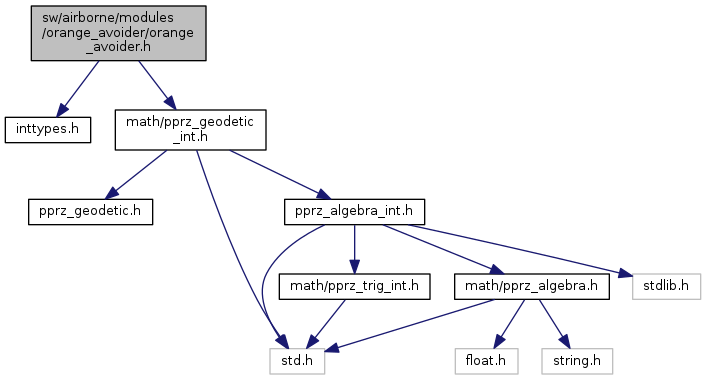 sw/airborne/modules
/orange_avoider/orange
_avoider.h
inttypes.h
math/pprz_geodetic
_int.h
pprz_geodetic.h
pprz_algebra_int.h
math/pprz_trig_int.h
math/pprz_algebra.h
stdlib.h
std.h
float.h
string.h